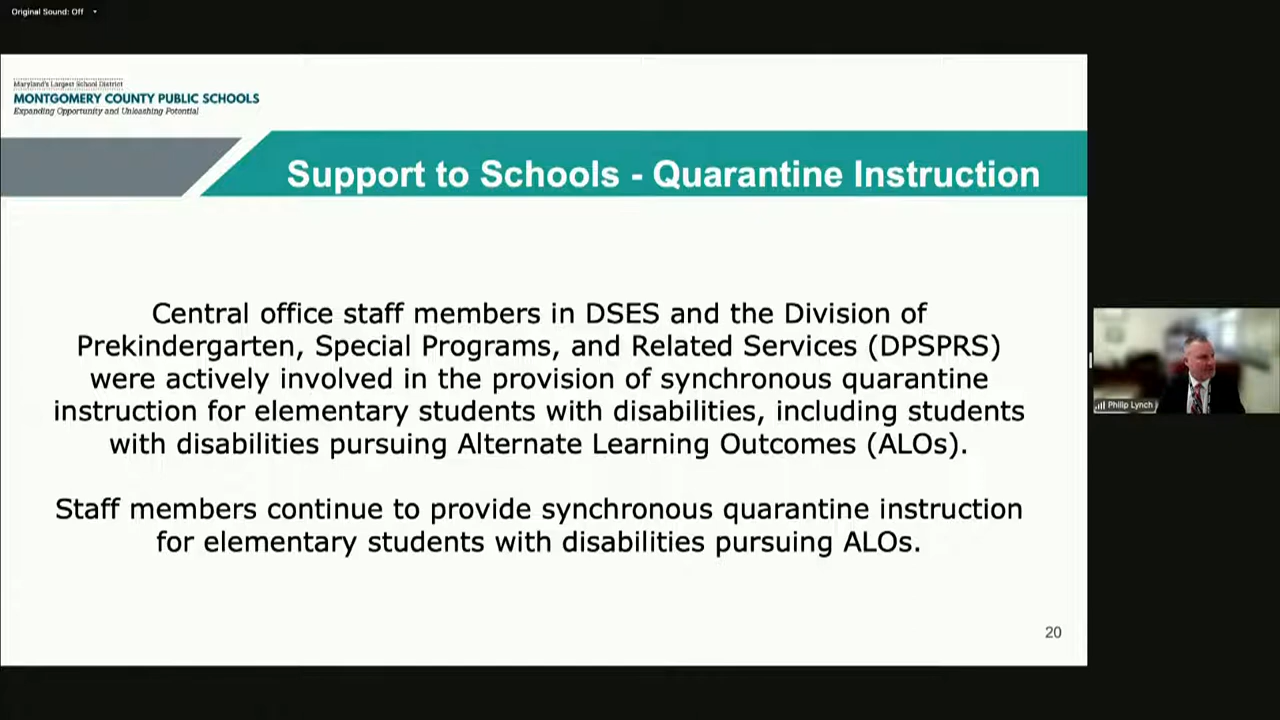 Original Sound: Off
Maryland's Largest School District
MONTGOMERY COUNTY PUBLIC SCHOOLS
Expanding Opportunity and Unleashing Potential
Support to Schools - Quarantine Instruction
Central office staff members in DSES and the Division of
Prekindergarten, Special Programs, and Related Services (DPSPRS)
were actively involved in the provision of synchronous quarantine
instruction for elementary students with disabilities, including students
with disabilities pursuing Alternate Learning Outcomes (ALOs).
Staff members continue to provide synchronous quarantine instruction
for elementary students with disabilities pursuing ALOs.
20
Philip Lynch